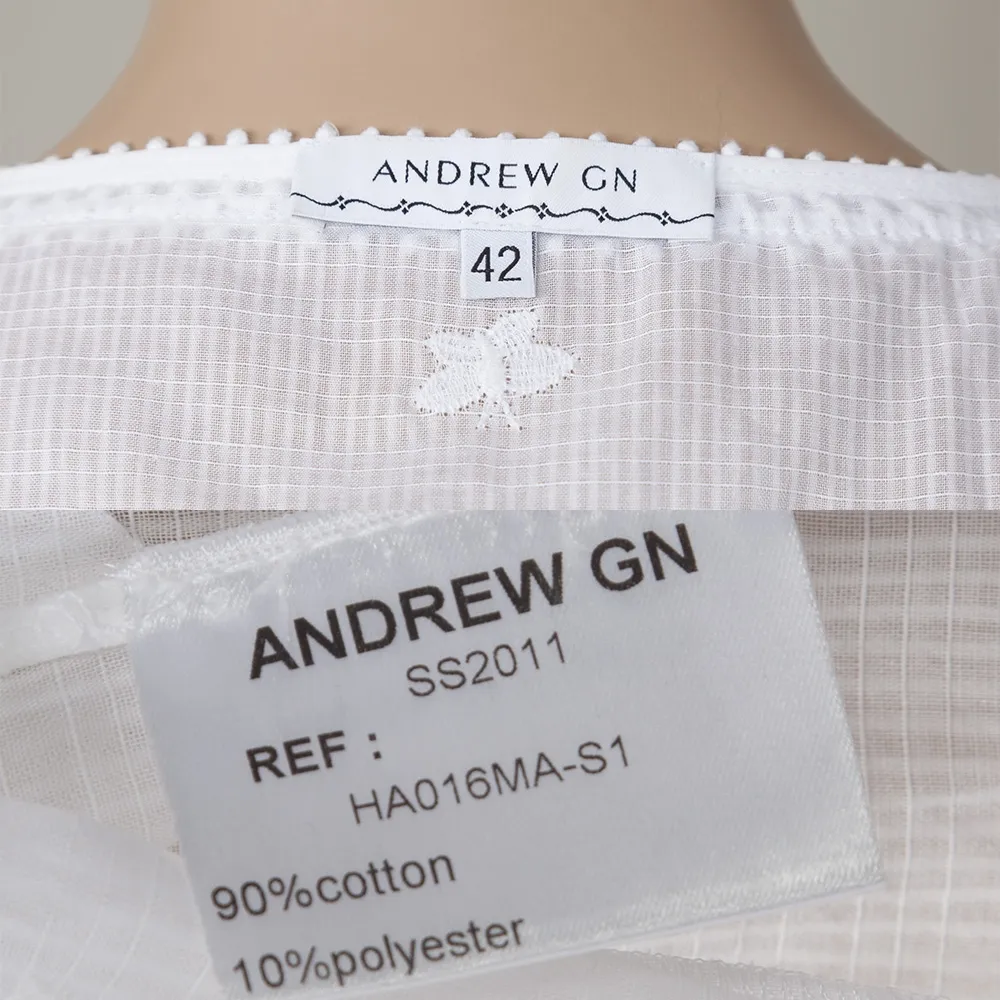 ANDREW GN
42
ANDREW GN
SS2011
REF :
HA016MA-S1
90%cotton
10%polyester